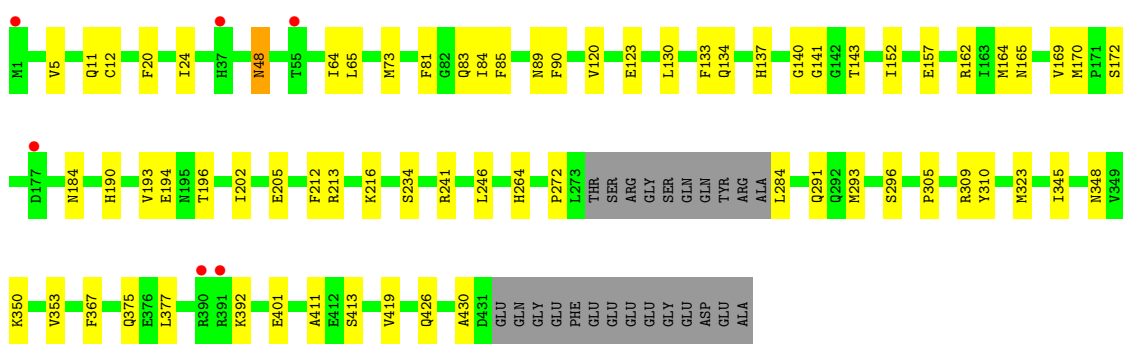 M1 V5 Q11 C12 F20 I24 H37 N48 T55 I64 L65 M73 F81 G82 Q83 I84 F85 N89 F90 V120 E123 L130 F133 Q134 H137 G140 G141 G142 T143 I152 E157 R162 I163 M164 N165 V169 M170 P171 S172
D177 N184 H190 V193 E194 N195 T196 I202 E205 F212 R213 K216 S234 R241 L246 H264 P272 L273 THR SER ARG GLY SER GLN GLN TYR ARG ALA L284 Q291 Q292 M293 S296 P305 R309 Y310 M323 I345 N348 V349
K350 V353 F367 Q375 E376 L377 R390 R391 K392 E401 A411 E412 S413 V419 Q426 A430 D431 GLU GLN GLY GLU PHE GLU GLU GLU GLU GLY GLU ASP GLU ALA